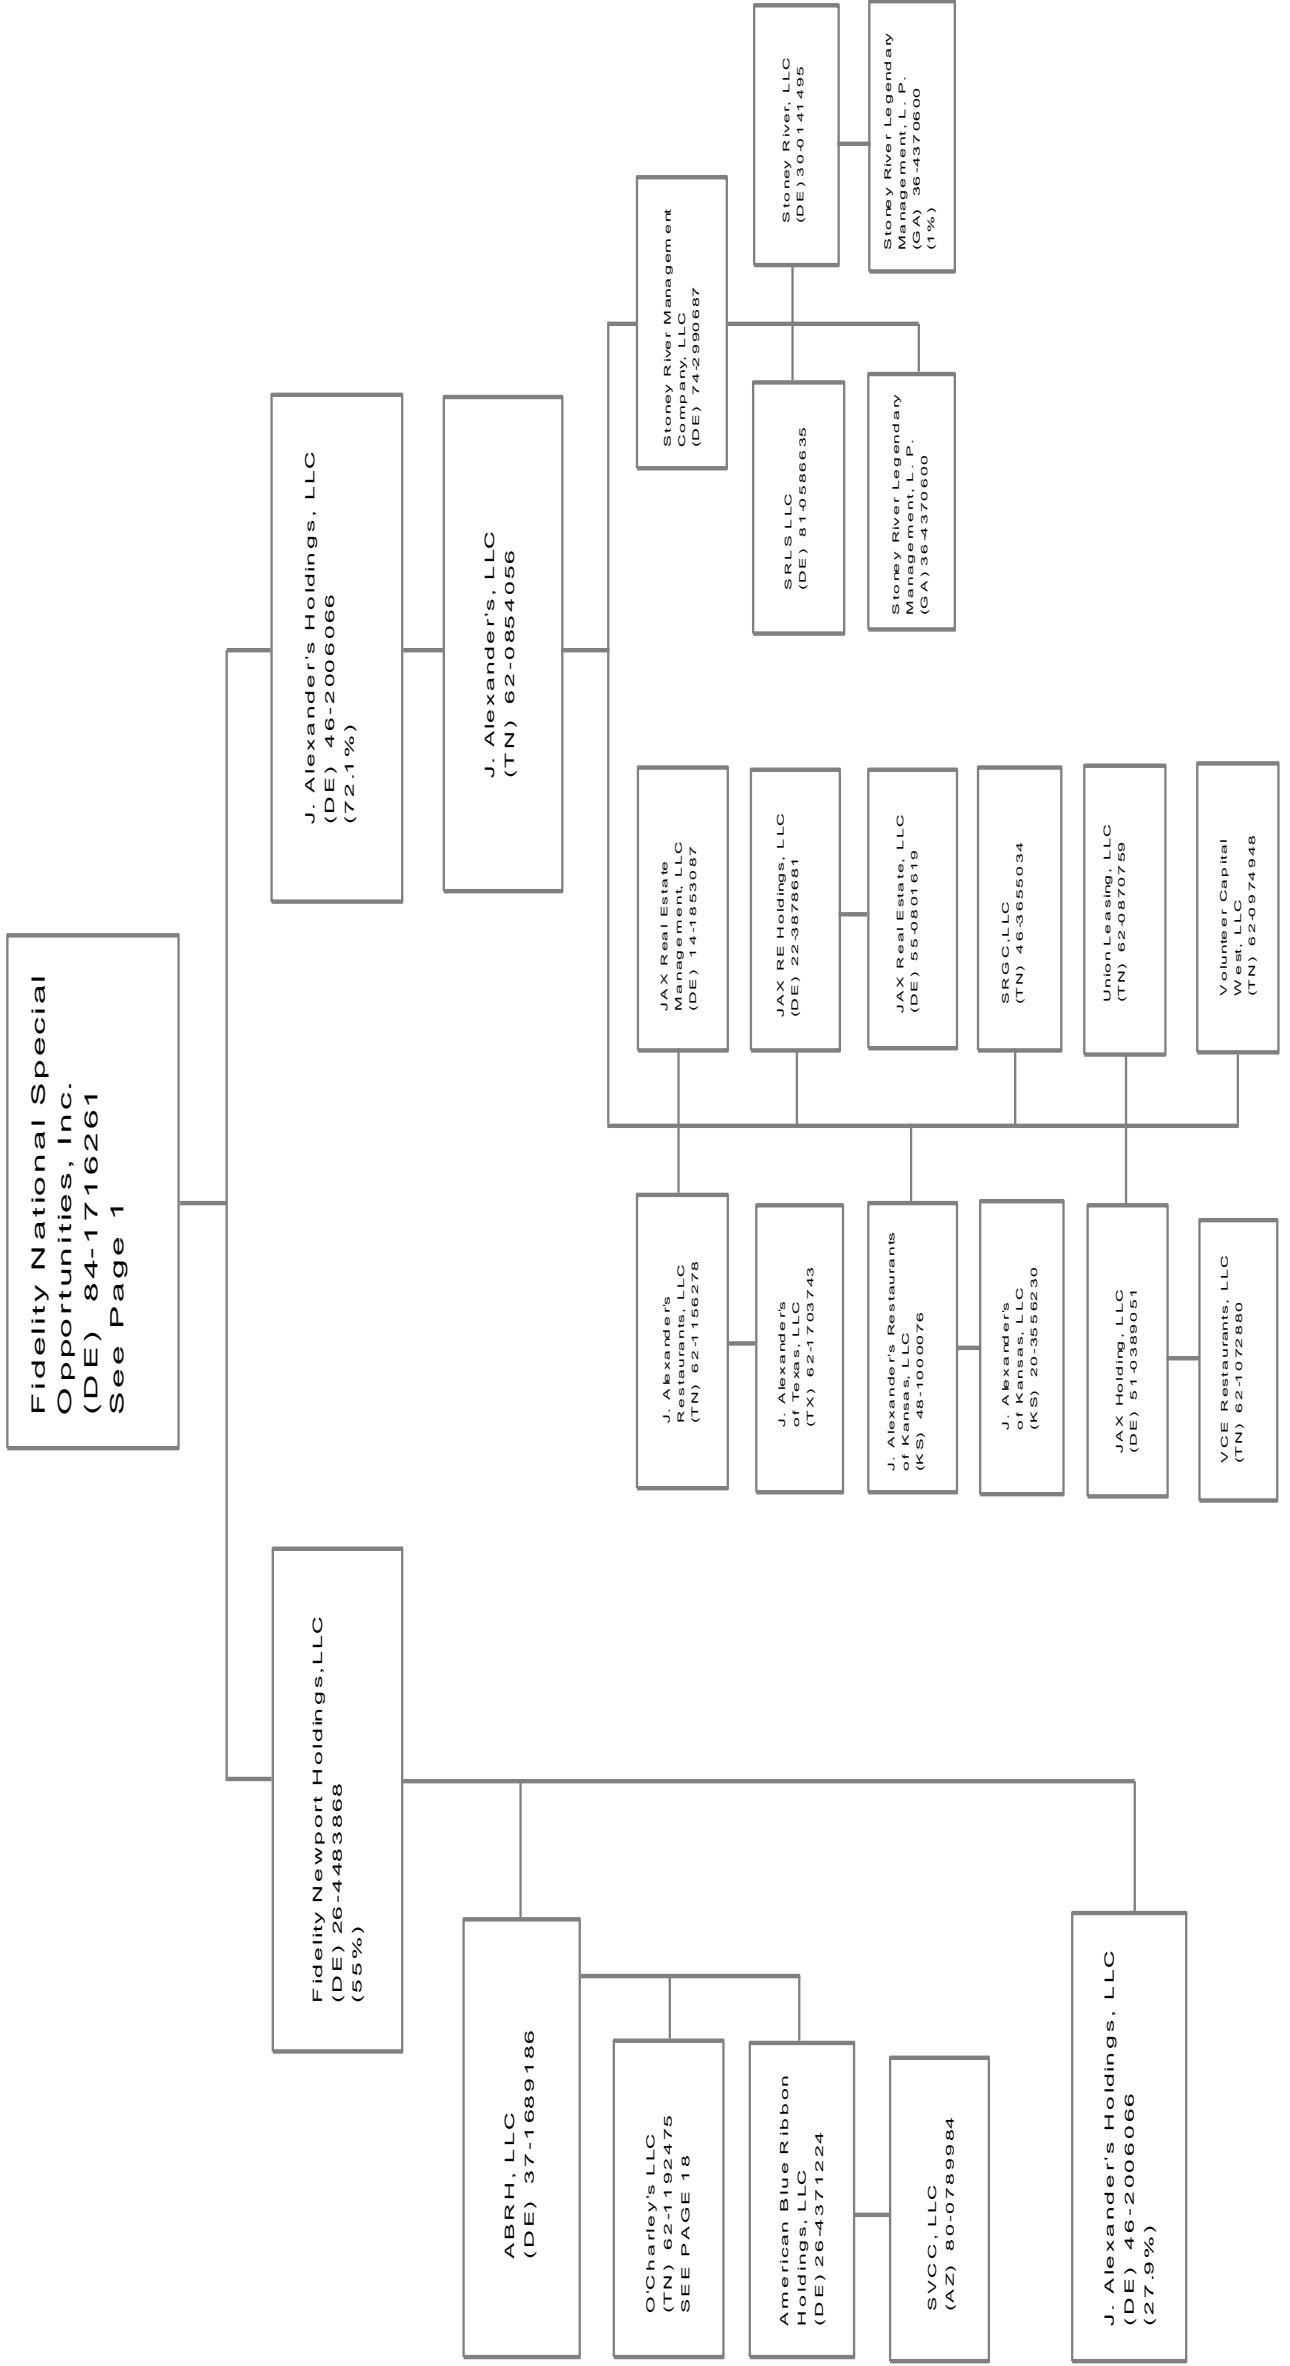 Fidelity National Special
Opportunities, Inc.
(DE) 84-1716261
See Page 1
Fidelity Newport Holdings,LLC
(DE) 26-4483868
(55%)
J. Alexander's Holdings, LLC
(DE) 46-2006066
(72.1%)
ABRH, LLC
(DE) 37-1689186
O'Charley's LLC
(TN) 62-1192475
SEE PAGE 18
American Blue Ribbon
Holdings, LLC
(DE) 26-4371224
SVCC, LLC
(AZ) 80-0789984
J. Alexander's Holdings, LLC
(DE) 46-2006066
(27.9%)
J. Alexander's, LLC
(TN) 62-0854056
J. Alexander's
Restaurants, LLC
(TN) 62-1156278
J. Alexander's
of Texas, LLC
(TX) 62-1703743
J. Alexander's Restaurants
of Kansas, LLC
(KS) 48-1000076
J. Alexander's
of Kansas, LLC
(KS) 20-3556230
JAX Holding, LLC
(DE) 51-0389051
VCE Restaurants, LLC
(TN) 62-1072880
JAX Real Estate
Management, LLC
(DE) 14-1853087
JAX RE Holdings, LLC
(DE) 22-3878681
JAX Real Estate, LLC
(DE) 55-0801619
SRGC,LLC
(TN) 46-3655034
Union Leasing, LLC
(TN) 62-0870759
Volunteer Capital
West, LLC
(TN) 62-0974948
Stoney River Management
Company, LLC
(DE) 74-2990687
SRLS LLC
(DE) 81-0586635
Stoney River Legendary
Management, L. P.
(GA) 36-4370600
Stoney River, LLC
(DE) 30-0141495
Stoney River Legendary
Management, L. P.
(GA) 36-4370600
(1%)